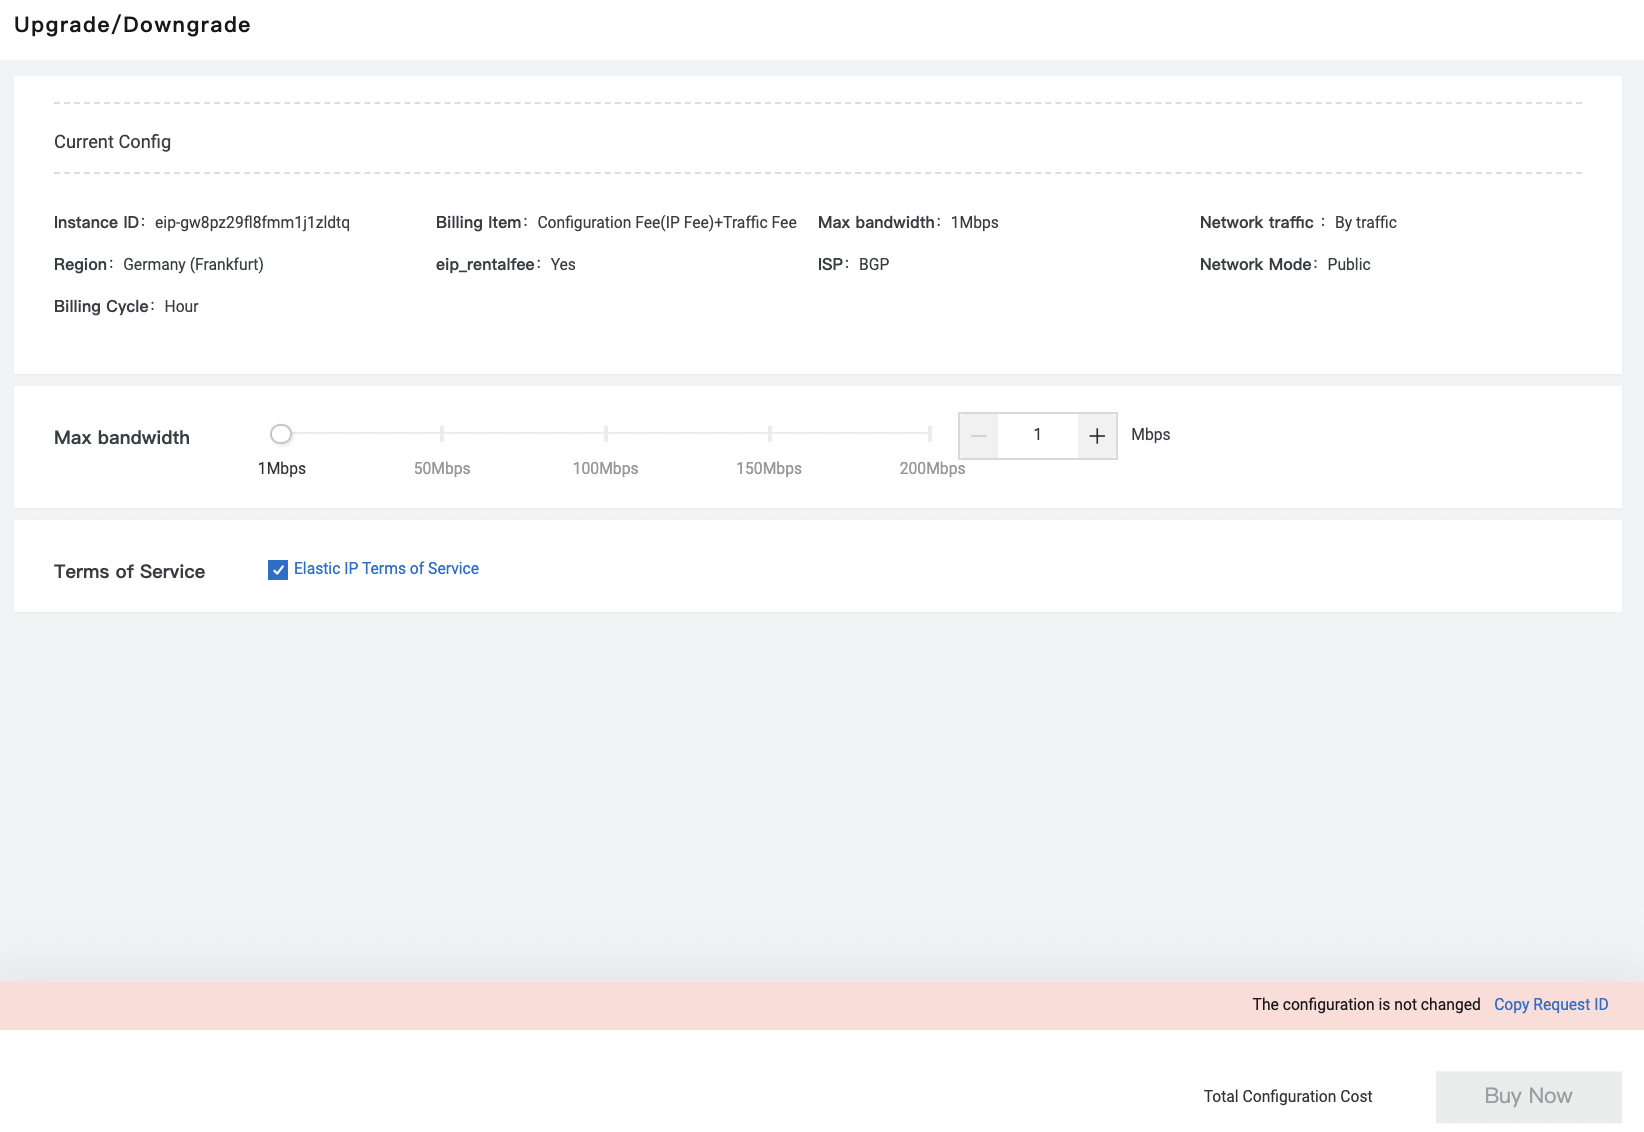 Upgrade/Downgrade
Current Config
Instance ID: eip-gw8pz29fl8fmm1j1zldtq Billing Item: Configuration Fee(IP Fee)+Traffic Fee Max bandwidth: 1Mbps Network traffic : By traffic
Region: Germany (Frankfurt) eip_rentalfee: Yes ISP: BGP Network Mode: Public
Billing Cycle: Hour
Max bandwidth 1 Mbps
1Mbps 50Mbps 100Mbps 150Mbps 200Mbps
Terms of Service Elastic IP Terms of Service
The configuration is not changed Copy Request ID
Total Configuration Cost Buy Now